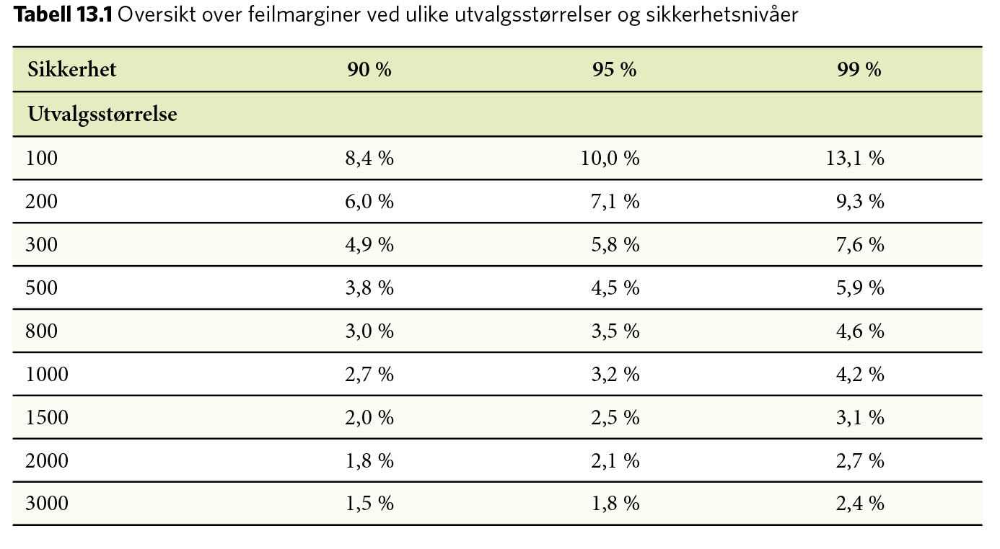 Tabell 13.1 Oversikt over feilmarginer ved ulike utvalgsstørrelser og sikkerhetsnivåer
Sikkerhet 90 % 95 % 99 %
Utvalgsstørrelse
100 8,4 % 10,0 % 13,1 %
200 6,0 % 7,1 % 9,3 %
300 4,9 % 5,8 % 7,6 %
500 3,8 % 4,5 % 5,9 %
800 3,0 % 3,5 % 4,6 %
1000 2,7 % 3,2 % 4,2 %
1500 2,0 % 2,5 % 3,1 %
2000 1,8 % 2,1 % 2,7 %
3000 1,5 % 1,8 % 2,4 %